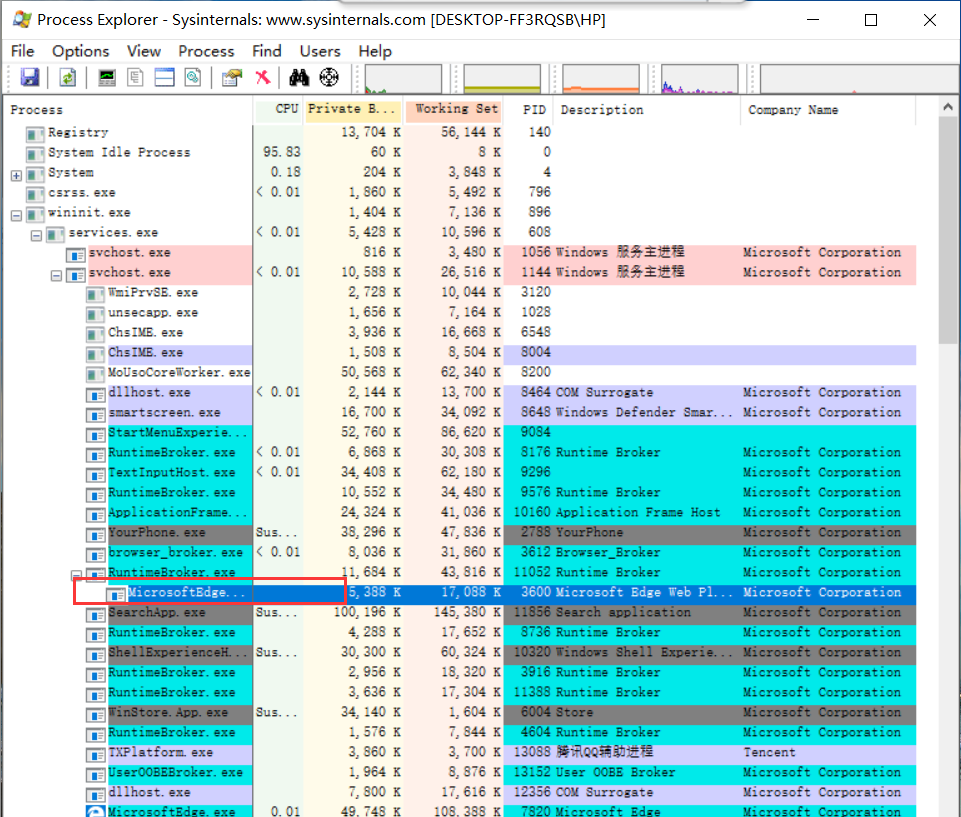 Process Explorer - Sysinternals: www.sysinternals.com [DESKTOP-FF3RQSB\HP]
File Options View Process Find Users Help
Process CPU Private B... Working Set PID Description Company Name
Registry 13,704 K 56,144 K 140
System Idle Process 95.83 60 K 8 K 0
System 0.18 204 K 3,848 K 4
csrss.exe < 0.01 1,860 K 5,492 K 796
wininit.exe 1,404 K 7,136 K 896
services.exe < 0.01 5,428 K 10,596 K 608
svchost.exe 816 K 3,480 K 1056 Windows 服务主进程 Microsoft Corporation
svchost.exe < 0.01 10,588 K 26,516 K 1144 Windows 服务主进程 Microsoft Corporation
WmiPrvSE.exe 2,728 K 10,044 K 3120
unsecapp.exe 1,656 K 7,164 K 1028
ChsIME.exe 3,936 K 16,668 K 6548
ChsIME.exe 1,508 K 8,504 K 8004
MoUsoCoreWorker.exe 50,568 K 62,340 K 8200
dllhost.exe < 0.01 2,144 K 13,700 K 8464 COM Surrogate Microsoft Corporation
smartscreen.exe 16,700 K 34,092 K 8648 Windows Defender Smar... Microsoft Corporation
StartMenuExperie... 52,760 K 86,620 K 9084
RuntimeBroker.exe < 0.01 6,868 K 30,308 K 8176 Runtime Broker Microsoft Corporation
TextInputHost.exe < 0.01 34,408 K 62,180 K 9296 Microsoft Corporation
RuntimeBroker.exe 10,552 K 34,480 K 9576 Runtime Broker Microsoft Corporation
ApplicationFrame... 24,324 K 41,036 K 10160 Application Frame Host Microsoft Corporation
YourPhone.exe Sus... 38,296 K 47,836 K 2788 YourPhone Microsoft Corporation
browser_broker.exe < 0.01 8,036 K 31,860 K 3612 Browser_Broker Microsoft Corporation
RuntimeBroker.exe 11,684 K 43,816 K 11052 Runtime Broker Microsoft Corporation
MicrosoftEdge... 5,388 K 17,088 K 3600 Microsoft Edge Web Pl... Microsoft Corporation
SearchApp.exe Sus... 100,196 K 145,380 K 11856 Search application Microsoft Corporation
RuntimeBroker.exe 4,288 K 17,652 K 8736 Runtime Broker Microsoft Corporation
ShellExperienceH... Sus... 30,300 K 60,324 K 10320 Windows Shell Experie... Microsoft Corporation
RuntimeBroker.exe 2,956 K 18,320 K 3916 Runtime Broker Microsoft Corporation
RuntimeBroker.exe 3,636 K 17,304 K 11388 Runtime Broker Microsoft Corporation
WinStore.App.exe Sus... 34,140 K 1,604 K 6004 Store Microsoft Corporation
RuntimeBroker.exe 1,576 K 7,844 K 4604 Runtime Broker Microsoft Corporation
TXPlatform.exe 3,860 K 3,700 K 13088 腾讯QQ辅助进程 Tencent
UserOOBEBroker.exe 1,964 K 8,876 K 13152 User OOBE Broker Microsoft Corporation
dllhost.exe 7,800 K 17,616 K 12356 COM Surrogate Microsoft Corporation
MicrosoftEdge.exe 0.01 49,748 K 108,388 K 7820 Microsoft Edge Microsoft Corporation